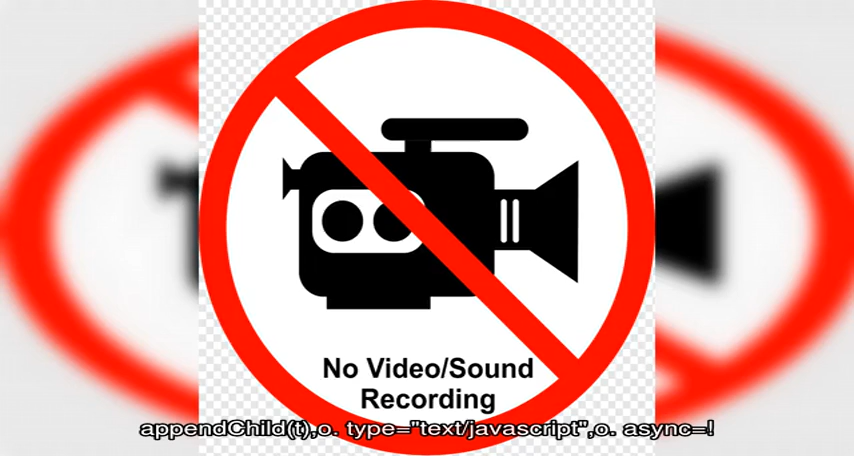 No Video/Sound
Recording
appendChild(t),o. type="text/javascript",o. async=!